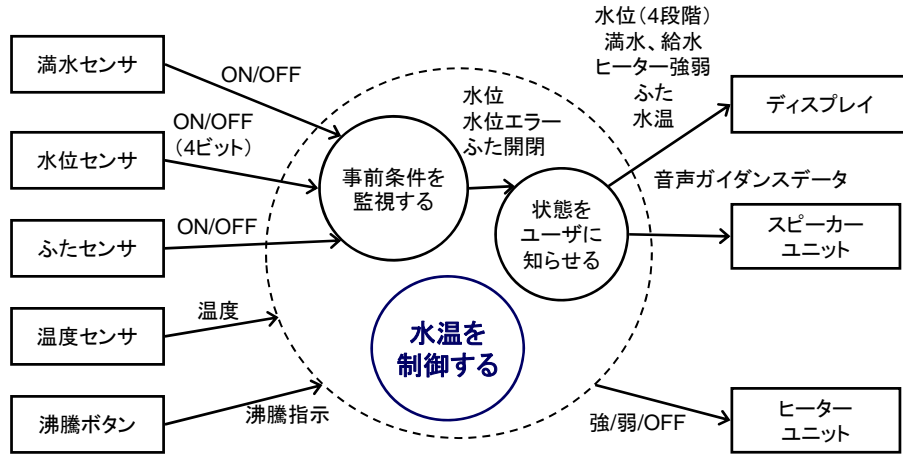 満水センサ
ON/OFF
ON/OFF
(4ビット)
水位センサ
ふたセンサ
ON/OFF
温度センサ
温度
沸騰ボタン
沸騰指示
事前条件を
監視する
水位
水位エラー
ふた開閉
状態を
ユーザに
知らせる
水温を
制御する
水位(4段階)
満水、給水
ヒーター強弱
ふた
水温
ディスプレイ
音声ガイダンスデータ
スピーカー
ユニット
強/弱/OFF
ヒーター
ユニット